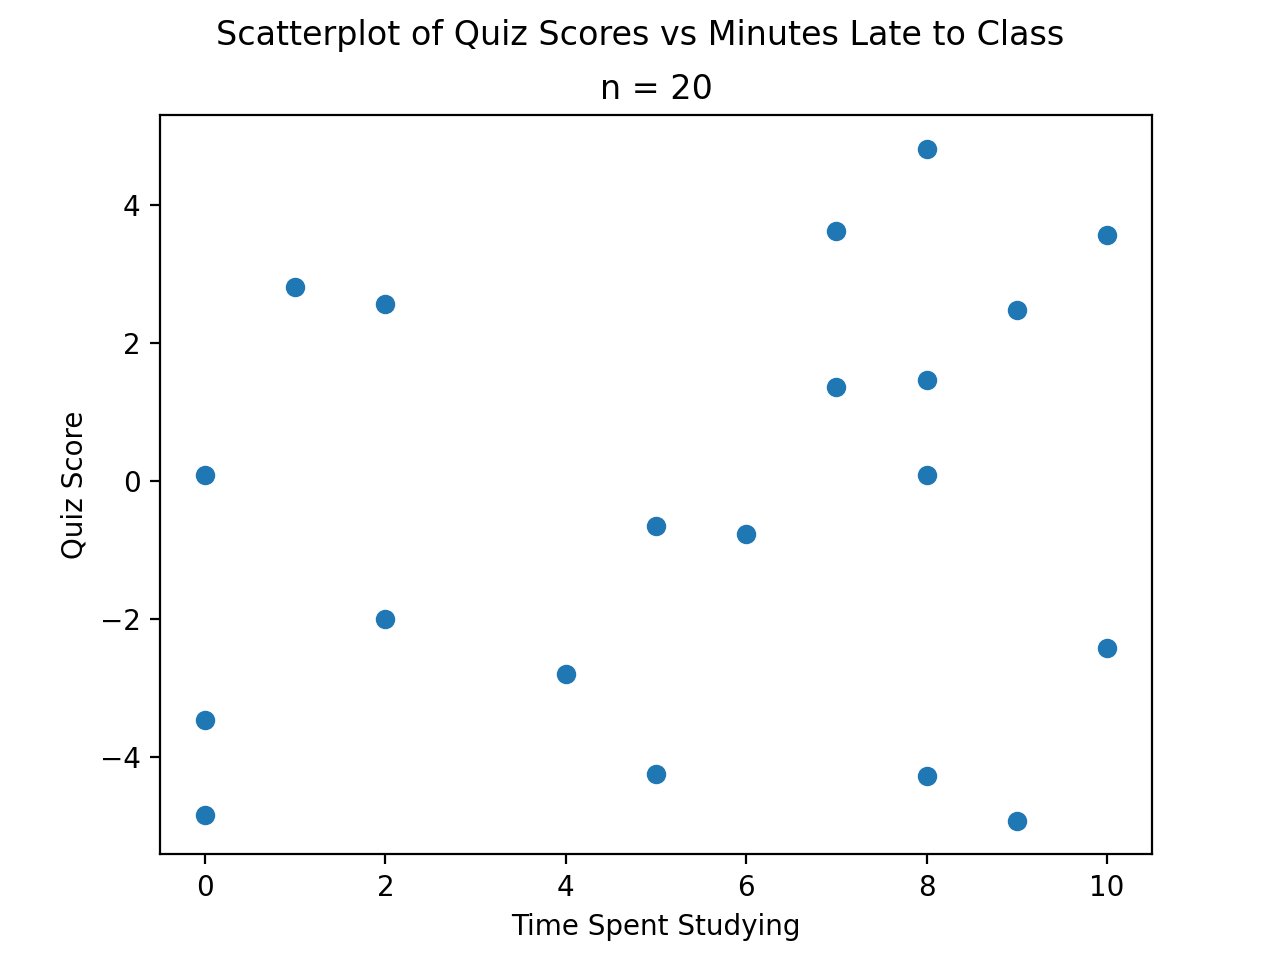 Scatterplot of Quiz Scores vs Minutes Late to Class
n = 20
4
2
0
−2
−4
Quiz Score
0 2 4 6 8 10
Time Spent Studying